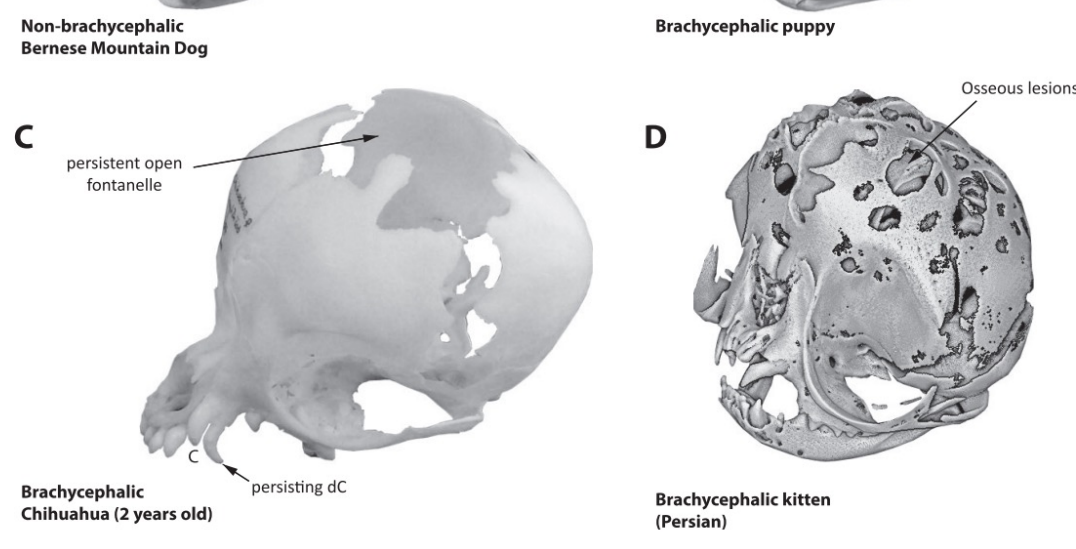 Non-brachycephalic
Bernese Mountain Dog
Brachycephalic puppy
C
persistent open
fontanelle
C
persisting dC
Brachycephalic
Chihuahua (2 years old)
D
Osseous lesions
Brachycephalic kitten
(Persian)